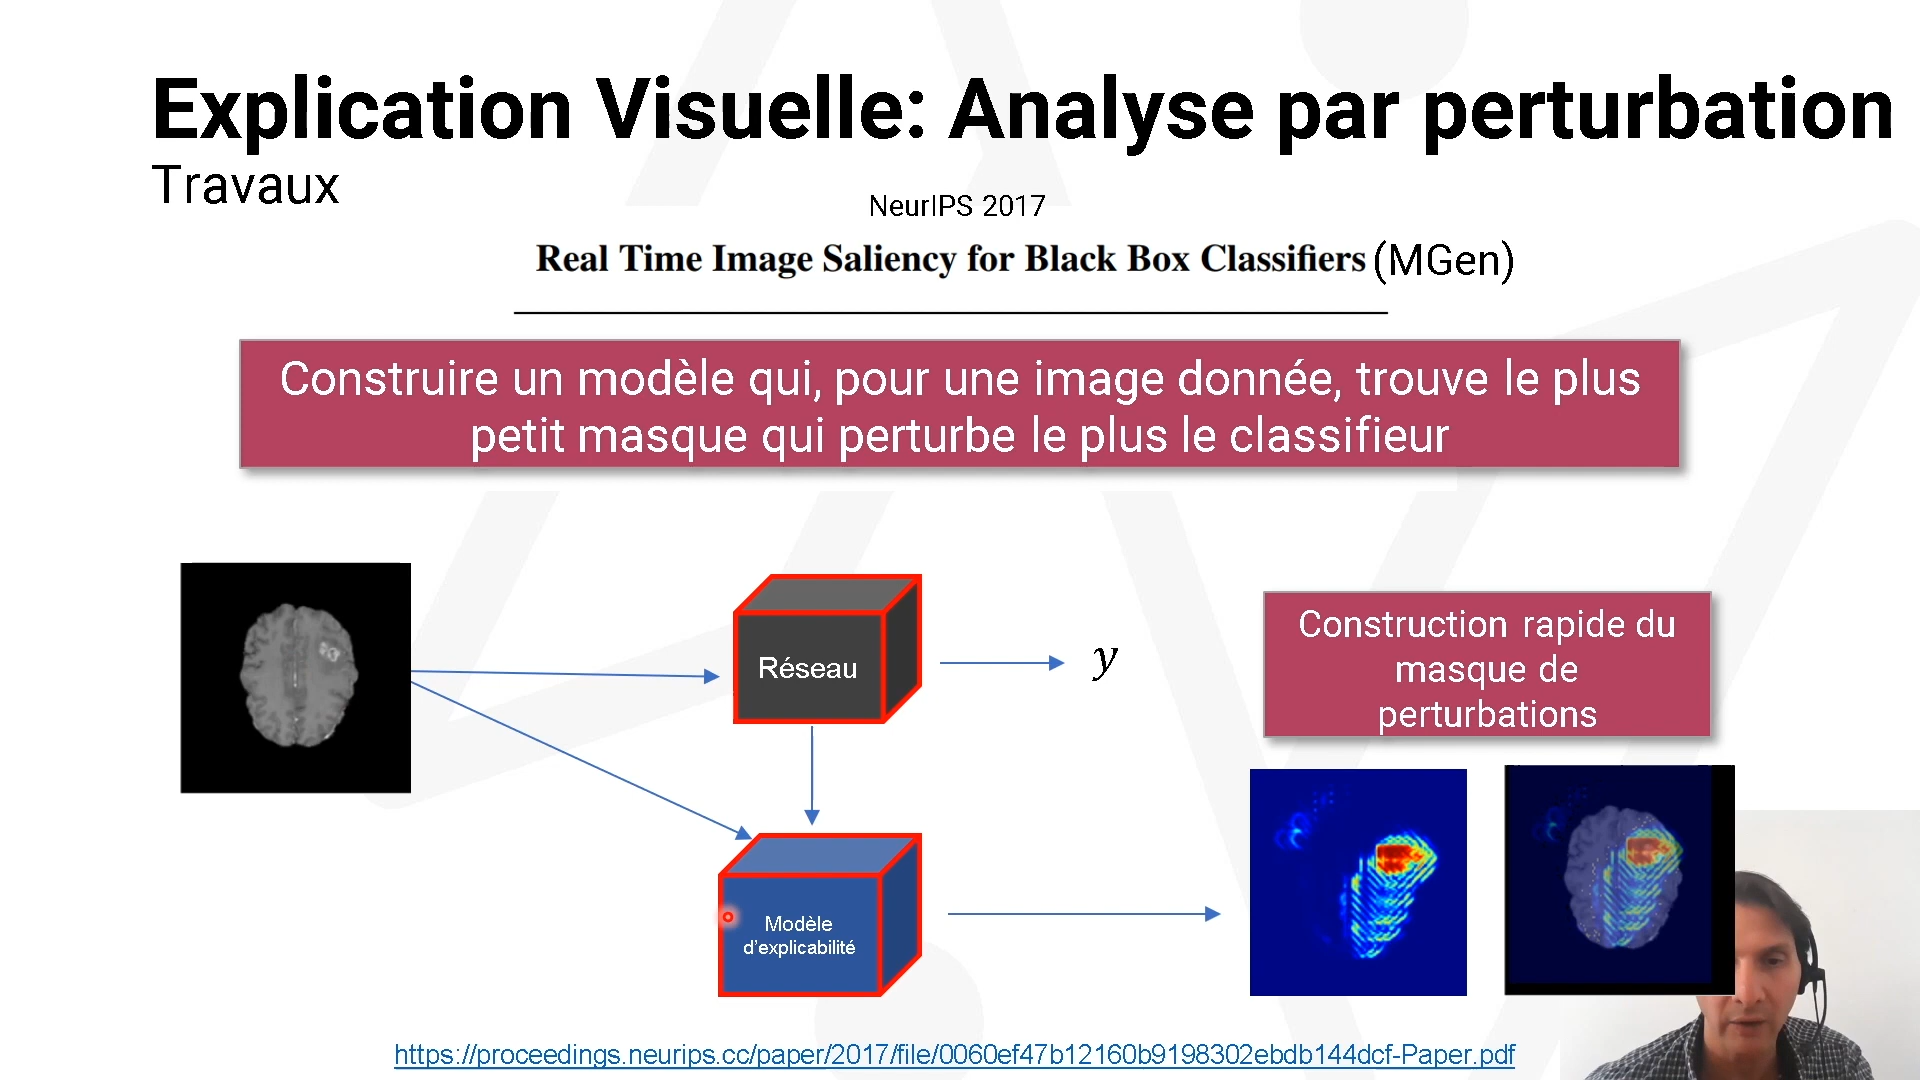 Explication Visuelle: Analyse par perturbation
Travaux
NeurIPS 2017
Real Time Image Saliency for Black Box Classifiers (MGen)
Construire un modèle qui, pour une image donnée, trouve le plus
petit masque qui perturbe le plus le classifieur
Réseau
y
Construction rapide du
masque de
perturbations
Modèle
d'explicabilité
https://proceedings.neurips.cc/paper/2017/file/0060ef47b12160b9198302ebdb144dcf-Paper.pdf